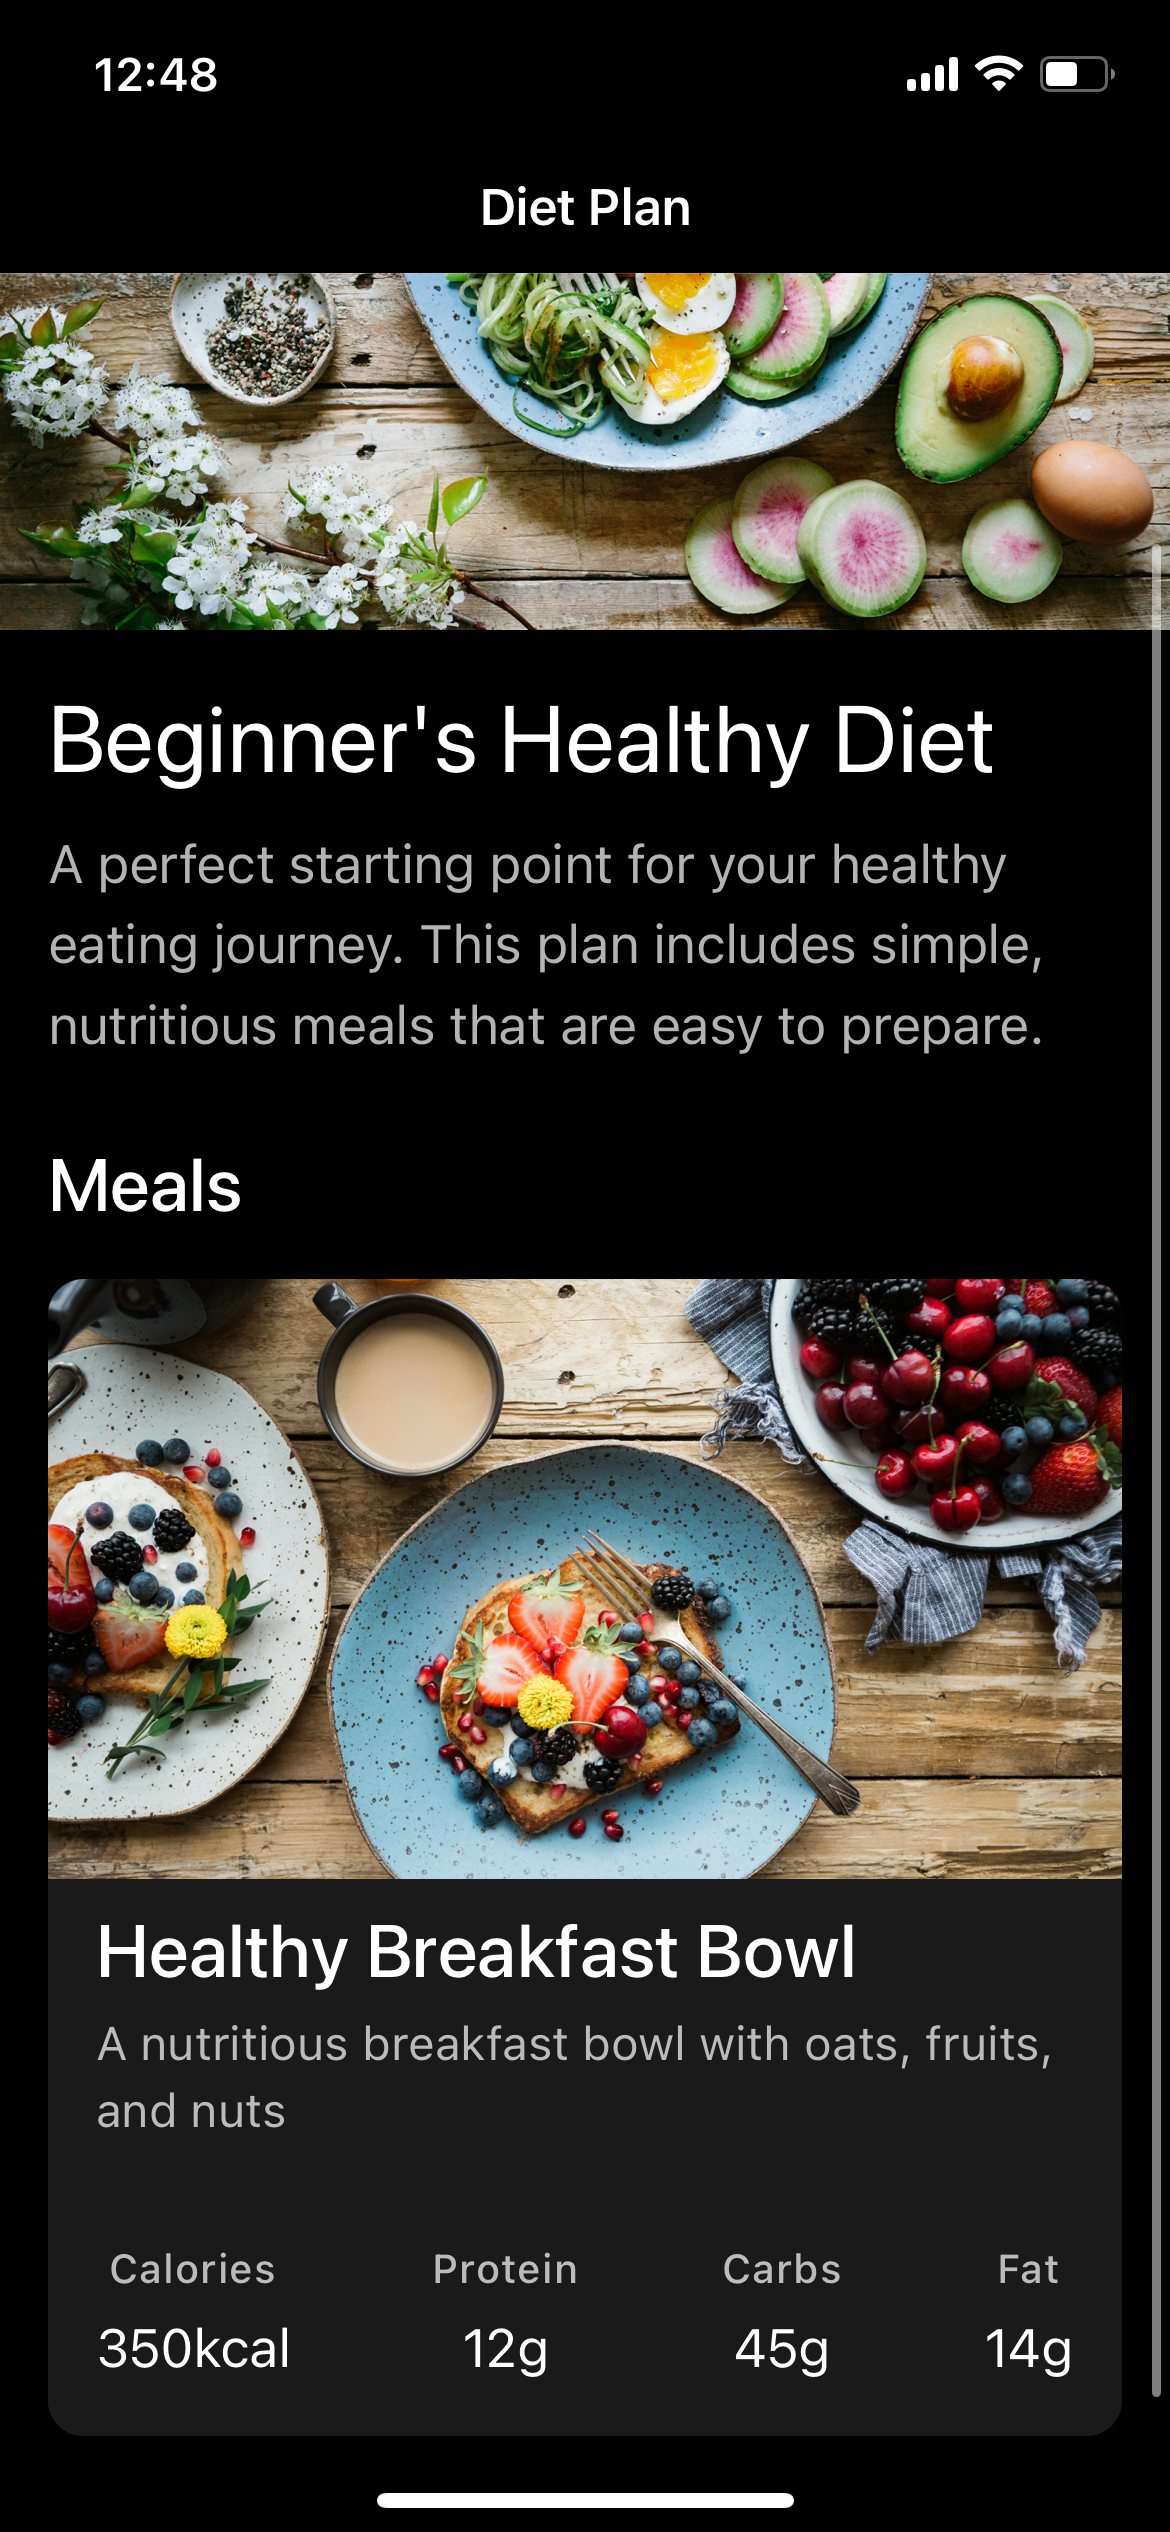 12:48
Diet Plan
Beginner's Healthy Diet
A perfect starting point for your healthy
eating journey. This plan includes simple,
nutritious meals that are easy to prepare.
Meals
Healthy Breakfast Bowl
A nutritious breakfast bowl with oats, fruits,
and nuts
Calories Protein Carbs Fat
350kcal 12g 45g 14g